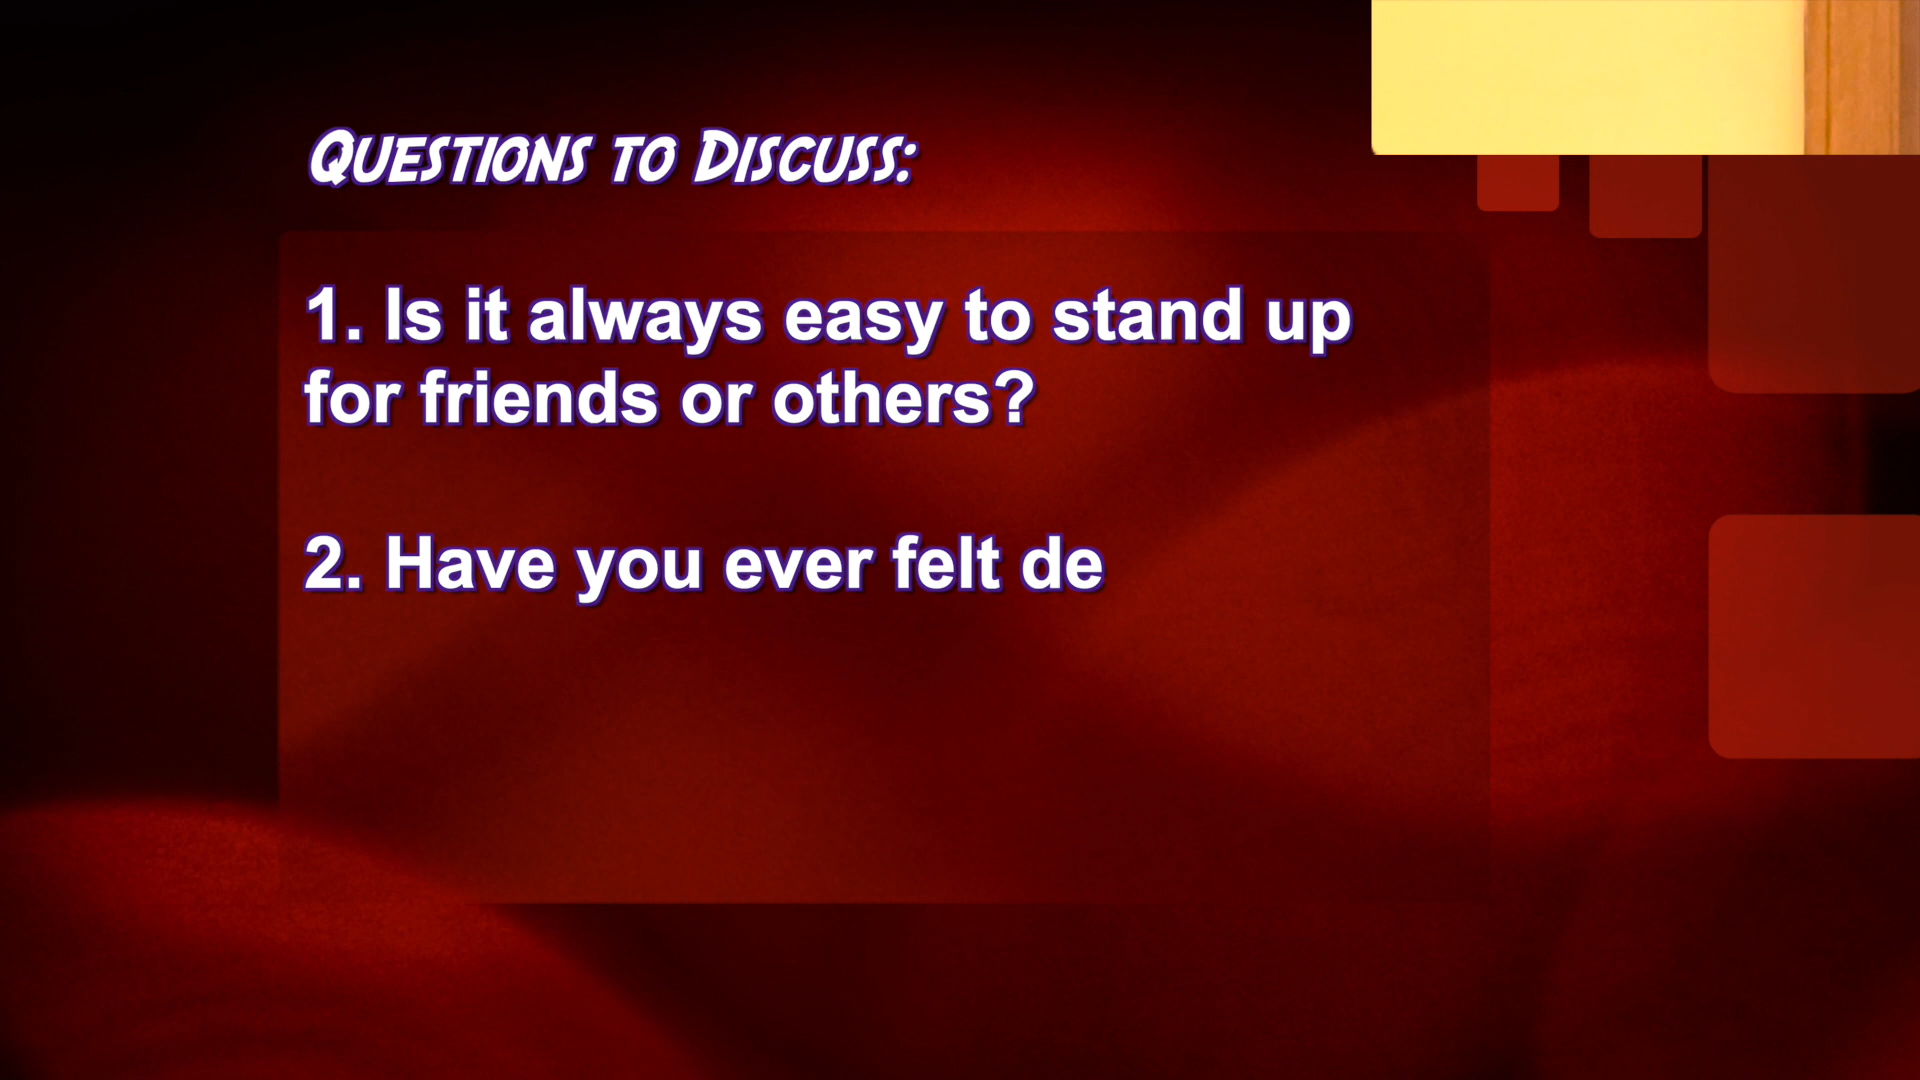 Questions to Discuss:
1. Is it always easy to stand up
for friends or others?
2. Have you ever felt de